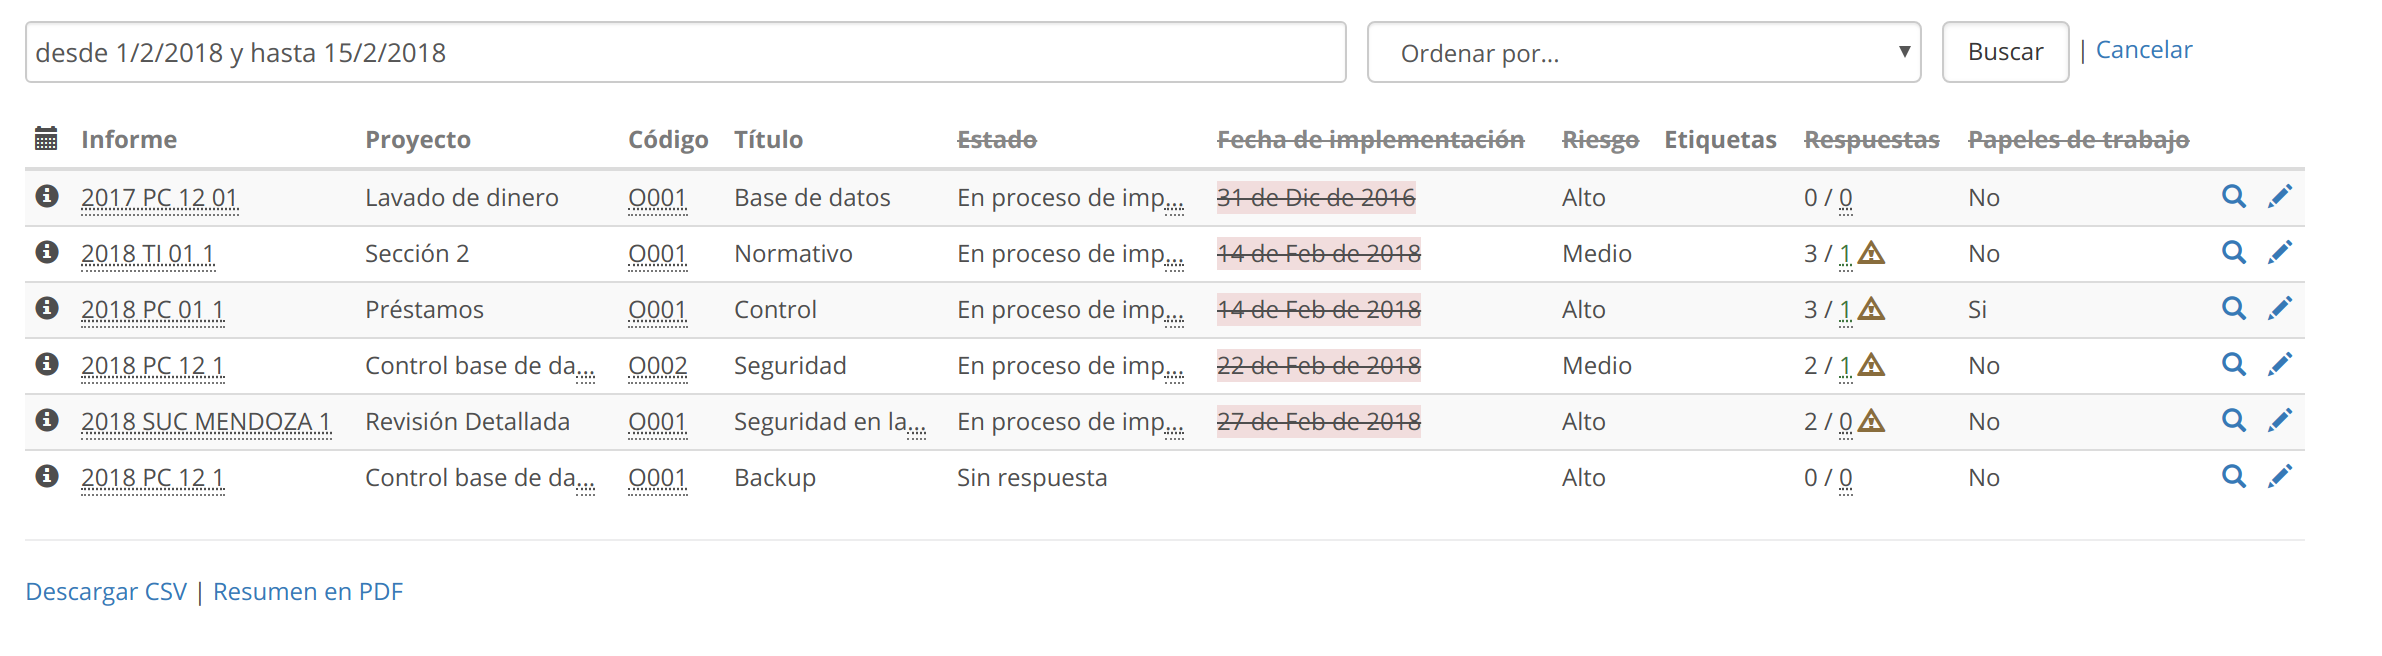 desde 1/2/2018 y hasta 15/2/2018 Ordenar por... Buscar | Cancelar
Informe Proyecto Código Título Estado Fecha de implementación Riesgo Etiquetas Respuestas Papeles de trabajo
2017 PC 12 01 Lavado de dinero O001 Base de datos En proceso de imp... 31 de Dic de 2016 Alto 0 / 0 No
2018 TI 01 1 Sección 2 O001 Normativo En proceso de imp... 14 de Feb de 2018 Medio 3 / 1 No
2018 PC 01 1 Préstamos O001 Control En proceso de imp... 14 de Feb de 2018 Alto 3 / 1 Si
2018 PC 12 1 Control base de da... O002 Seguridad En proceso de imp... 22 de Feb de 2018 Medio 2 / 1 No
2018 SUC MENDOZA 1 Revisión Detallada O001 Seguridad en la... En proceso de imp... 27 de Feb de 2018 Alto 2 / 0 No
2018 PC 12 1 Control base de da... O001 Backup Sin respuesta Alto 0 / 0 No
Descargar CSV | Resumen en PDF